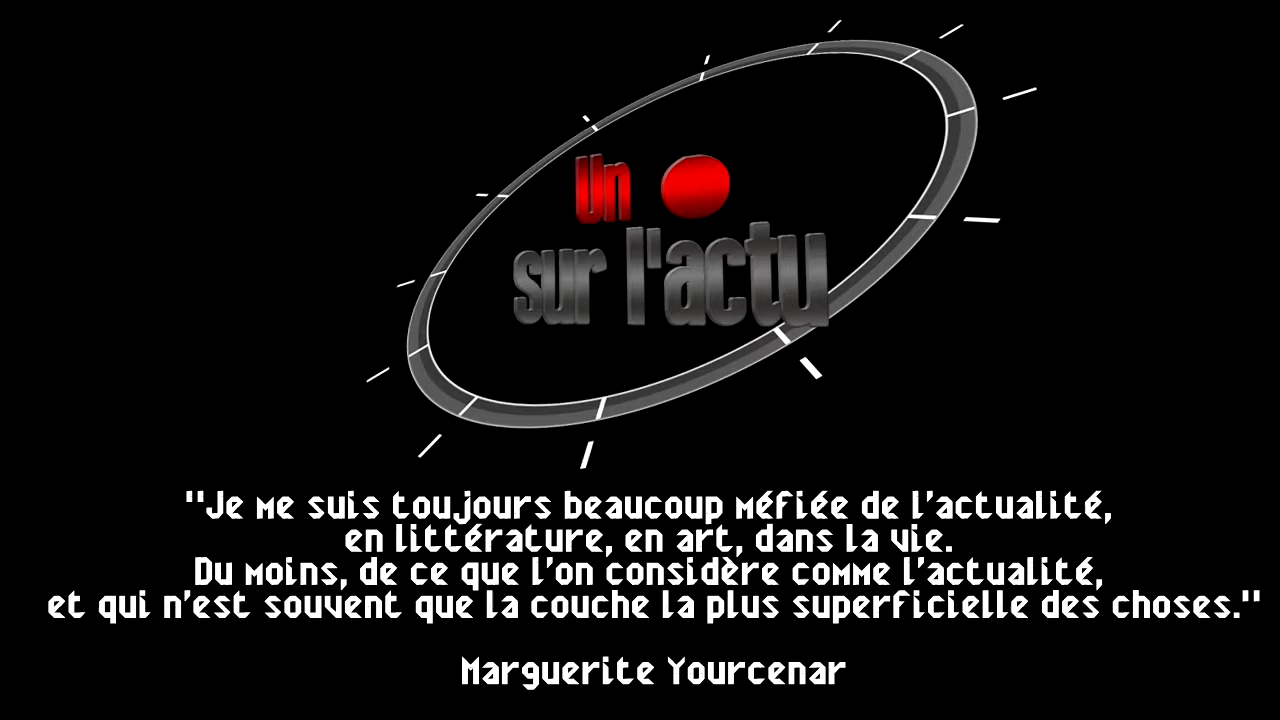 Un
sur l'actu
"Je me suis toujours beaucoup méfiée de l'actualité,
en littérature, en art, dans la vie.
Du moins, de ce que l'on considère comme l'actualité,
et qui n'est souvent que la couche la plus superficielle des choses."
Marguerite Yourcenar